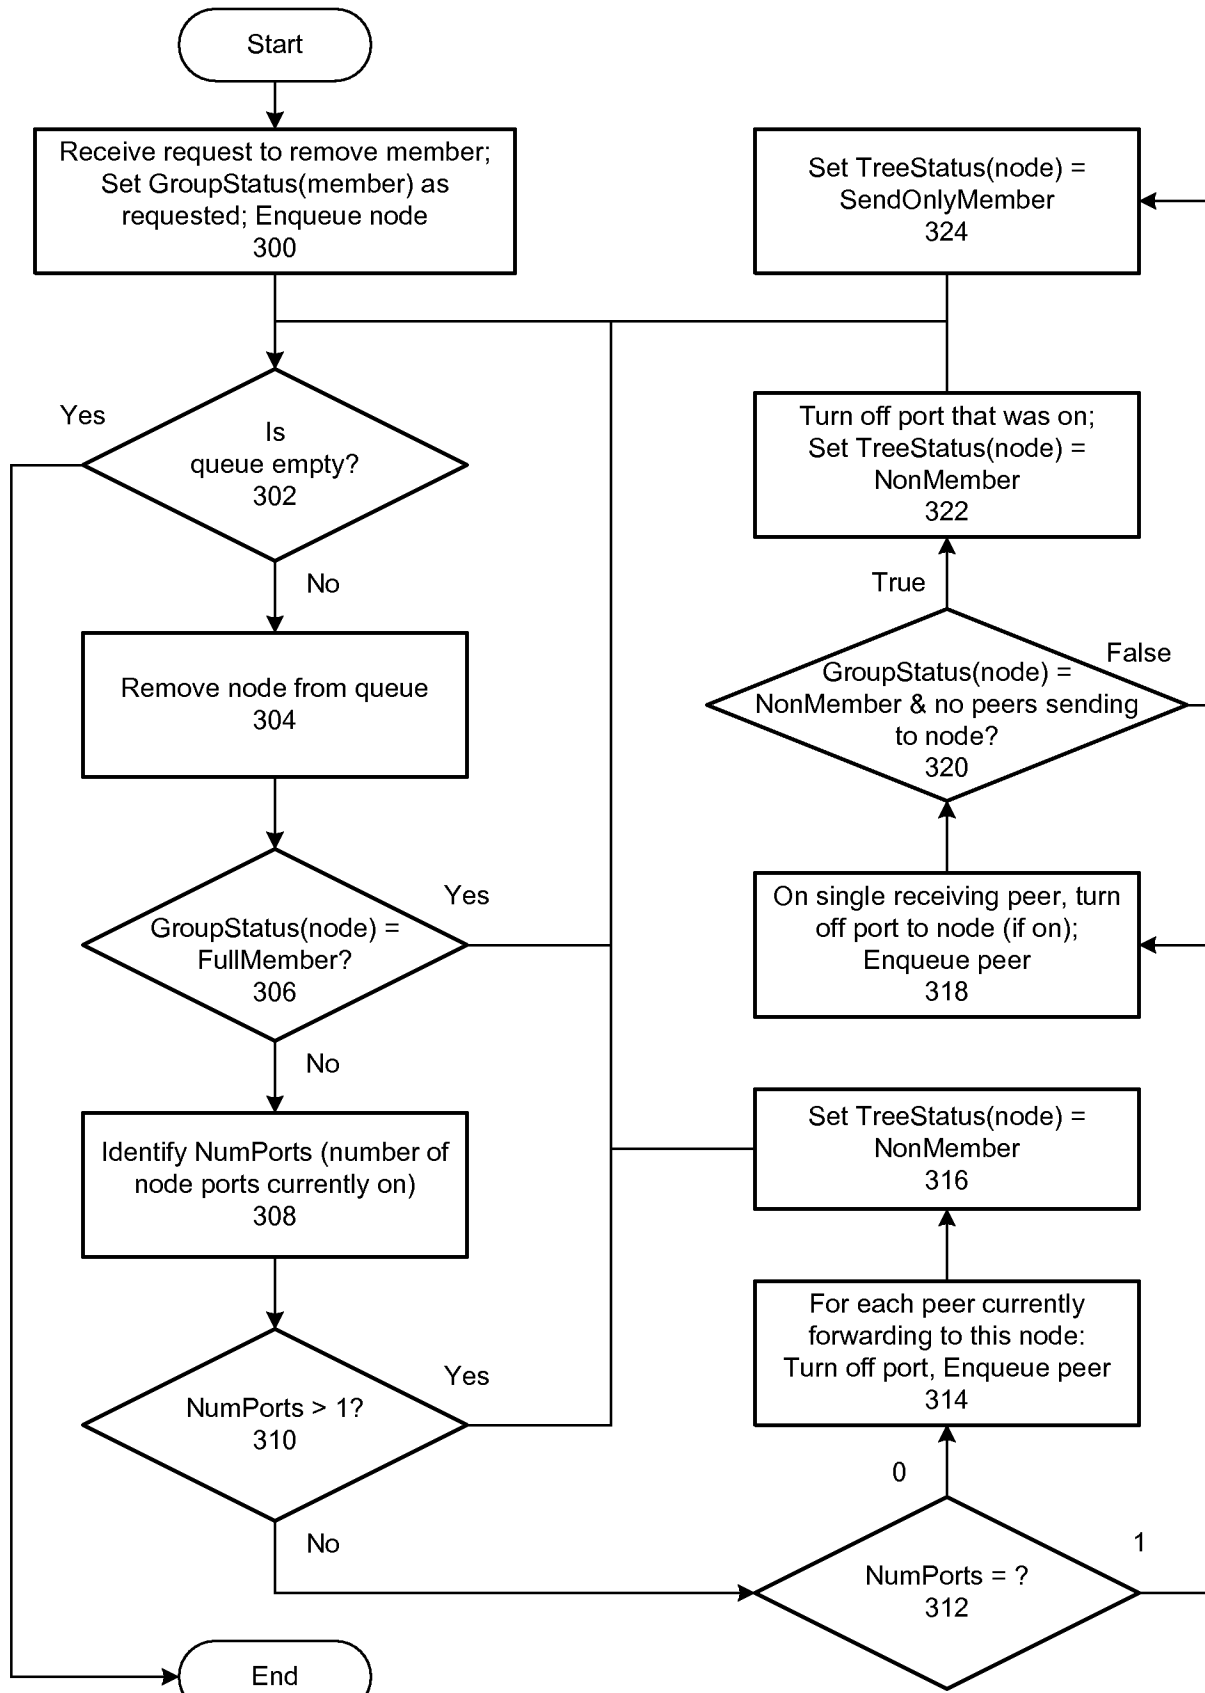 Start
Receive request to remove member;
Set GroupStatus(member) as
requested; Enqueue node
300
Yes
Is
queue empty?
302
No
Remove node from queue
304
Yes
GroupStatus(node) =
FullMember?
306
No
Identify NumPorts (number of
node ports currently on)
308
Yes
NumPorts > 1?
310
No
End
Set TreeStatus(node) =
SendOnlyMember
324
Turn off port that was on;
Set TreeStatus(node) =
NonMember
322
True
False
GroupStatus(node) =
NonMember & no peers sending
to node?
320
On single receiving peer, turn
off port to node (if on);
Enqueue peer
318
Set TreeStatus(node) =
NonMember
316
For each peer currently
forwarding to this node:
Turn off port, Enqueue peer
314
0
1
NumPorts = ?
312